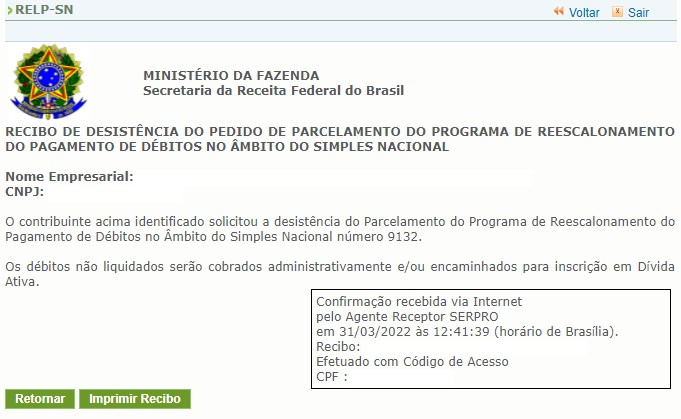 RELP-SN
Voltar Sair
MINISTÉRIO DA FAZENDA
Secretaria da Receita Federal do Brasil
RECIBO DE DESISTÊNCIA DO PEDIDO DE PARCELAMENTO DO PROGRAMA DE REESCALONAMENTO
DO PAGAMENTO DE DÉBITOS NO ÂMBITO DO SIMPLES NACIONAL
Nome Empresarial:
CNPJ:
O contribuinte acima identificado solicitou a desistência do Parcelamento do Programa de Reescalonamento do
Pagamento de Débitos no Âmbito do Simples Nacional número 9132.
Os débitos não liquidados serão cobrados administrativamente e/ou encaminhados para inscrição em Dívida
Ativa.
Confirmação recebida via Internet
pelo Agente Receptor SERPRO
em 31/03/2022 às 12:41:39 (horário de Brasília).
Recibo:
Efetuado com Código de Acesso
CPF :
Retornar Imprimir Recibo